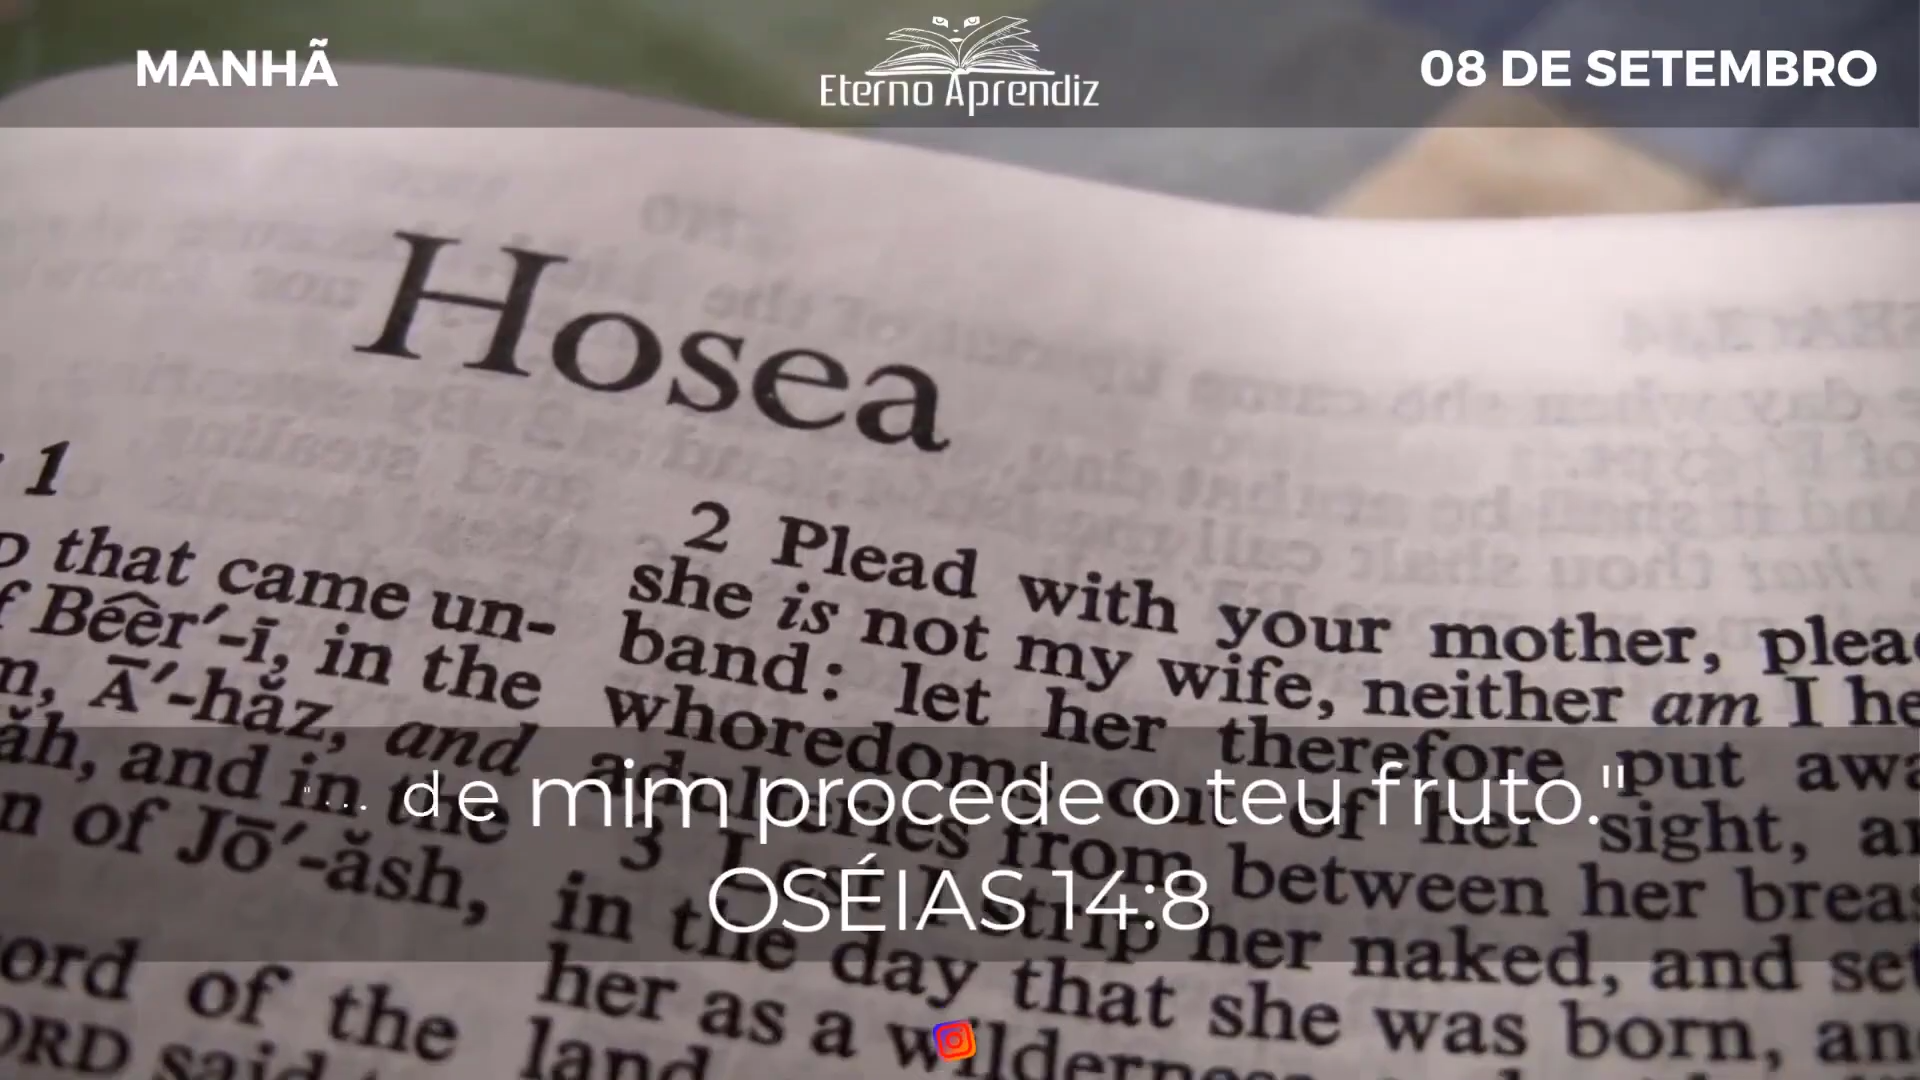 MANHÃ
Eterno Aprendiz
08 DE SETEMBRO
Hosea
1
that came un-
Bêêr′-ī, in the
Ā′-hăz, and
and in the
n of Jō′-ăsh,
of the
ORD said
2 Plead with your mother, plea
she is not my wife, neither am I he
band: let her therefore put awa
whoredoms out of her sight, an
adulteries from between her breas
3 Lest I strip her naked, and set
in the day that she was born, an
her as a wilderness
land
"... de mim procede o teu fruto."
OSÉIAS 14:8